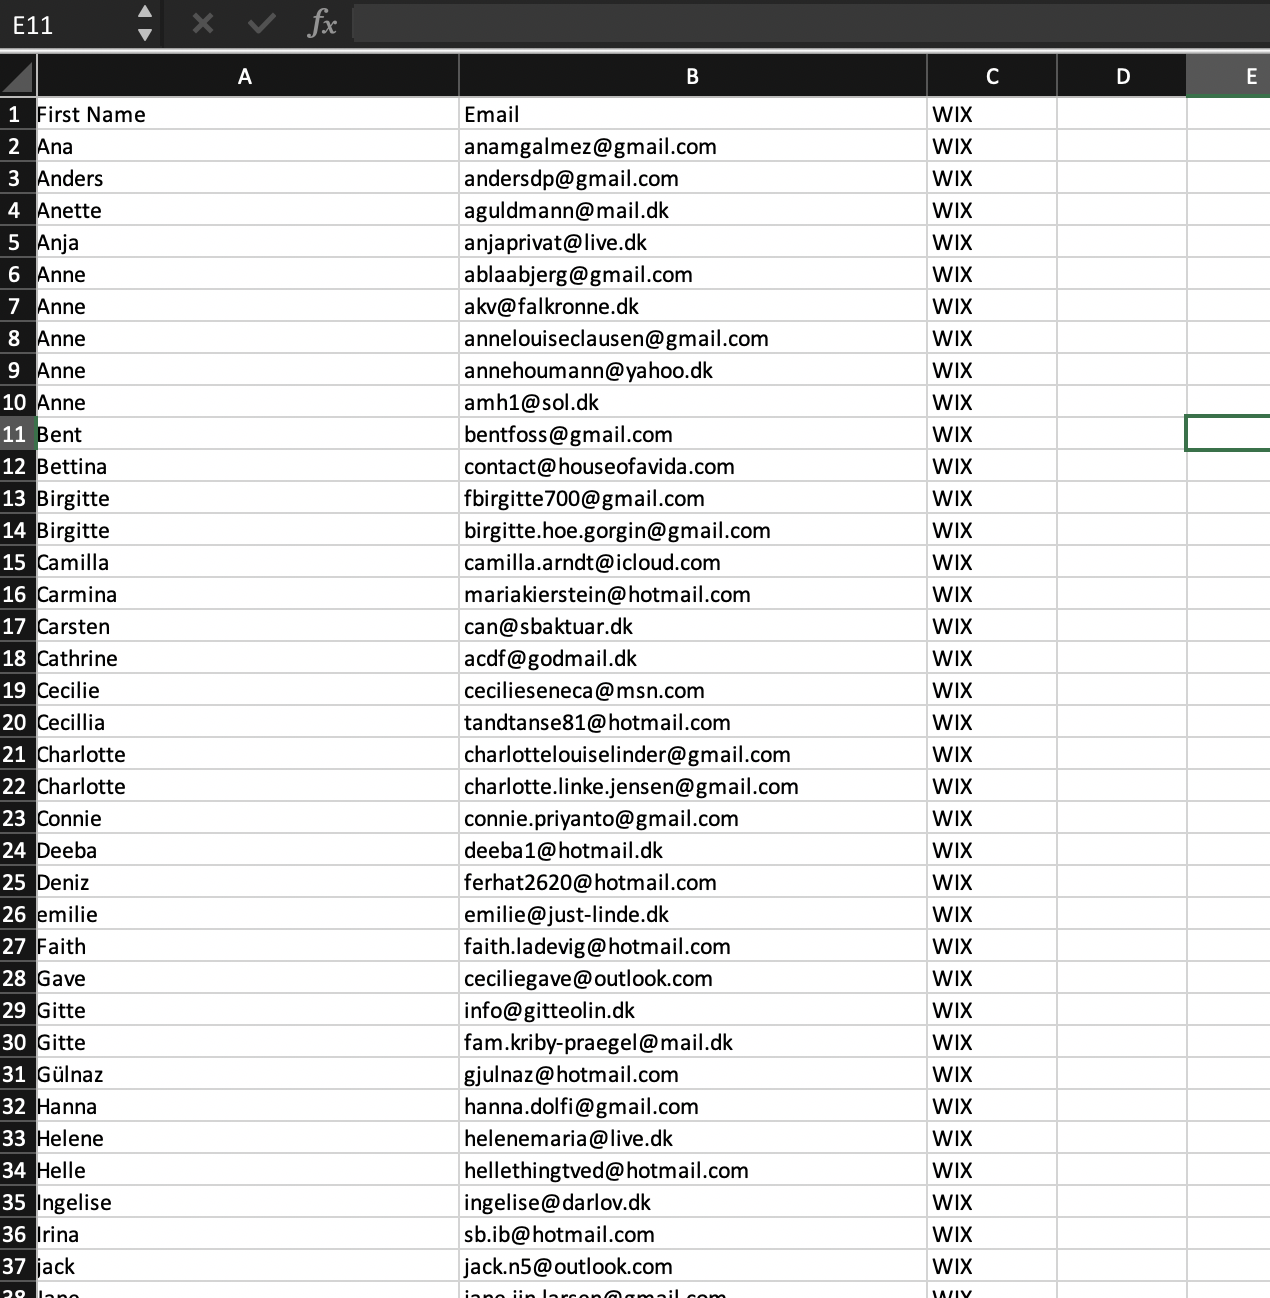 E11 fx
A B C D E
1 First Name Email WIX
2 Ana anamgalmez@gmail.com WIX
3 Anders andersdp@gmail.com WIX
4 Anette aguldmann@mail.dk WIX
5 Anja anjaprivat@live.dk WIX
6 Anne ablaabjerg@gmail.com WIX
7 Anne akv@falkronne.dk WIX
8 Anne annelouiseclausen@gmail.com WIX
9 Anne annehoumann@yahoo.dk WIX
10 Anne amh1@sol.dk WIX
11 Bent bentfoss@gmail.com WIX
12 Bettina contact@houseofavida.com WIX
13 Birgitte fbirgitte700@gmail.com WIX
14 Birgitte birgitte.hoe.gorgin@gmail.com WIX
15 Camilla camilla.arndt@icloud.com WIX
16 Carmina mariakierstein@hotmail.com WIX
17 Carsten can@sbaktuar.dk WIX
18 Cathrine acdf@godmail.dk WIX
19 Cecilie cecilieseneca@msn.com WIX
20 Cecillia tandtanse81@hotmail.com WIX
21 Charlotte charlottelouiselinder@gmail.com WIX
22 Charlotte charlotte.linke.jensen@gmail.com WIX
23 Connie connie.priyanto@gmail.com WIX
24 Deeba deeba1@hotmail.dk WIX
25 Deniz ferhat2620@hotmail.com WIX
26 emilie emilie@just-linde.dk WIX
27 Faith faith.ladevig@hotmail.com WIX
28 Gave ceciliegave@outlook.com WIX
29 Gitte info@gitteolin.dk WIX
30 Gitte fam.kriby-praegel@mail.dk WIX
31 Gülnaz gjulnaz@hotmail.com WIX
32 Hanna hanna.dolfi@gmail.com WIX
33 Helene helenemaria@live.dk WIX
34 Helle hellethingtved@hotmail.com WIX
35 Ingelise ingelise@darlov.dk WIX
36 Irina sb.ib@hotmail.com WIX
37 jack jack.n5@outlook.com WIX
38 WIX